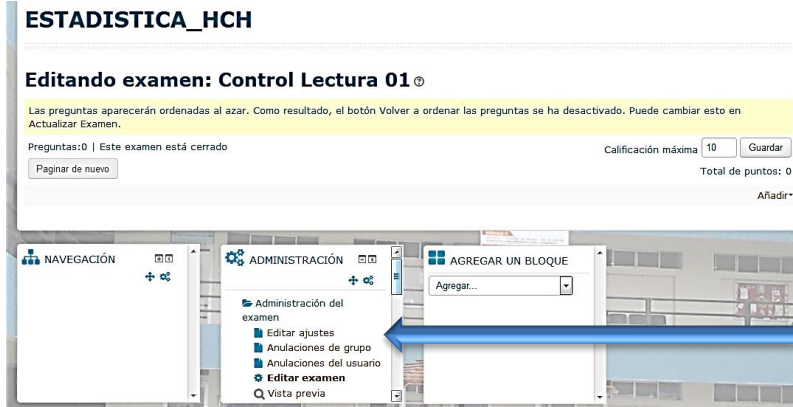 ESTADISTICA_HCH
Editando examen: Control Lectura 01
Las preguntas aparecerán ordenadas al azar. Como resultado, el botón Volver a ordenar las preguntas se ha desactivado. Puede cambiar esto en
Actualizar Examen.
Preguntas:0 | Este examen está cerrado
Calificación máxima 10 Guardar
Paginar de nuevo
Total de puntos: 0
Añadir
NAVEGACIÓN
ADMINISTRACIÓN
Administración del
examen
Editar ajustes
Anulaciones de grupo
Anulaciones del usuario
Editar examen
Vista previa
AGREGAR UN BLOQUE
Agregar...